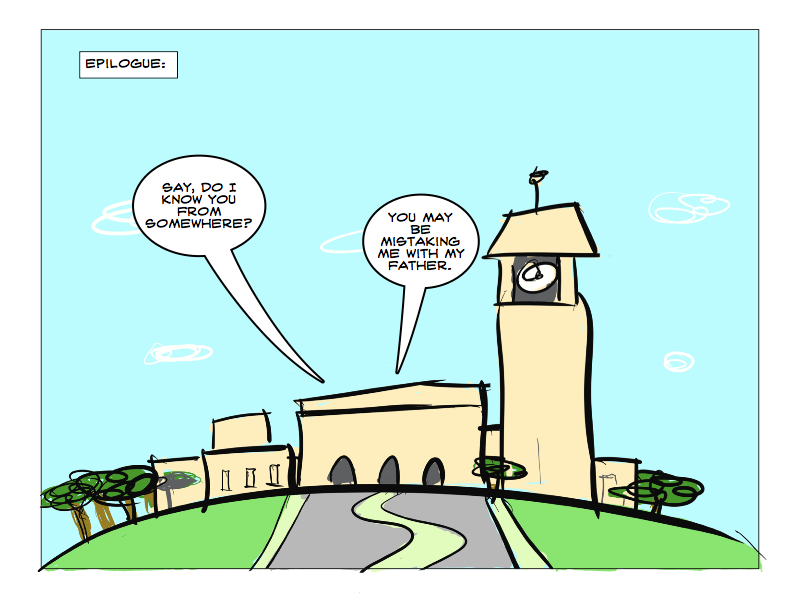 EPILOGUE:
SAY, DO I
KNOW YOU
FROM
SOMEWHERE?
YOU MAY
BE
MISTAKING
ME WITH MY
FATHER.